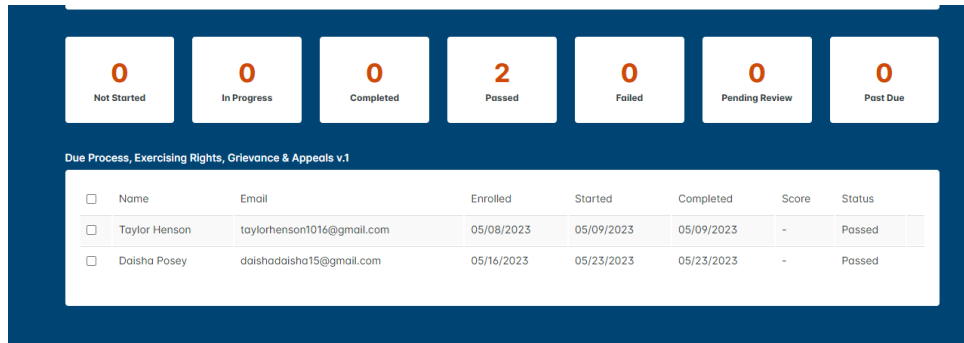 0 0 0 2 0 0 0
Not Started In Progress Completed Passed Failed Pending Review Past Due
Due Process, Exercising Rights, Grievance & Appeals v.1
Name Email Enrolled Started Completed Score Status
Taylor Henson taylorhenson1016@gmail.com 05/08/2023 05/09/2023 05/09/2023 - Passed
Daisha Posey daishadaisha15@gmail.com 05/16/2023 05/23/2023 05/23/2023 - Passed